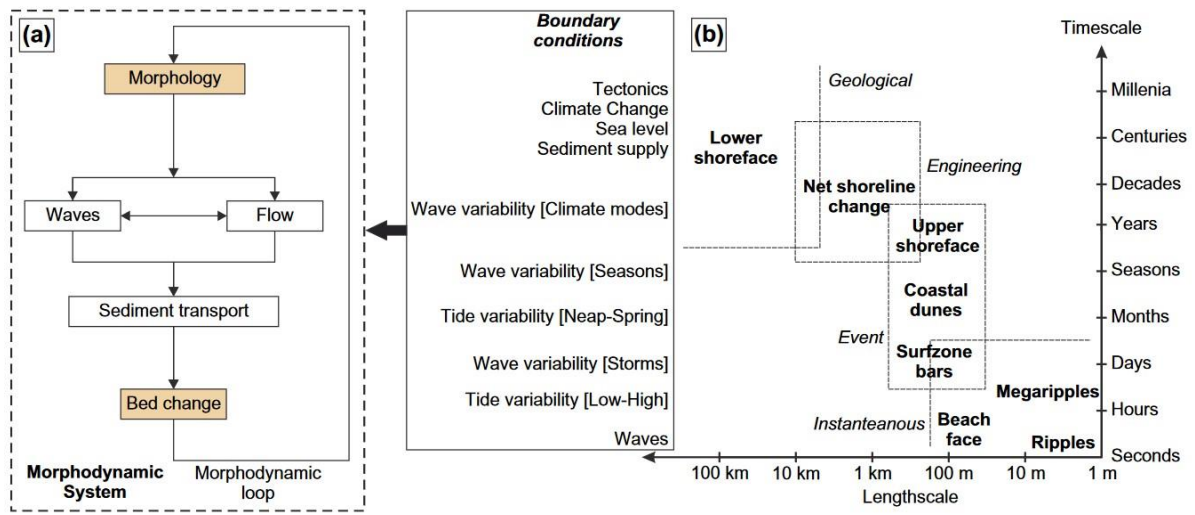 (a)
Morphology
Waves
Flow
Sediment transport
Bed change
Morphodynamic
System
Morphodynamic
loop
Boundary
conditions
Tectonics
Climate Change
Sea level
Sediment supply
Wave variability [Climate modes]
Wave variability [Seasons]
Tide variability [Neap-Spring]
Wave variability [Storms]
Tide variability [Low-High]
Waves
(b)
Timescale
Geological
Millenia
Lower
shoreface
Centuries
Engineering
Net shoreline
change
Decades
Upper
shoreface
Years
Seasons
Coastal
dunes
Months
Event
Surfzone
bars
Days
Megaripples
Hours
Instanteanous
Beach
face
Ripples
Seconds
100 km
10 km
1 km
100 m
10 m
1 m
Lengthscale